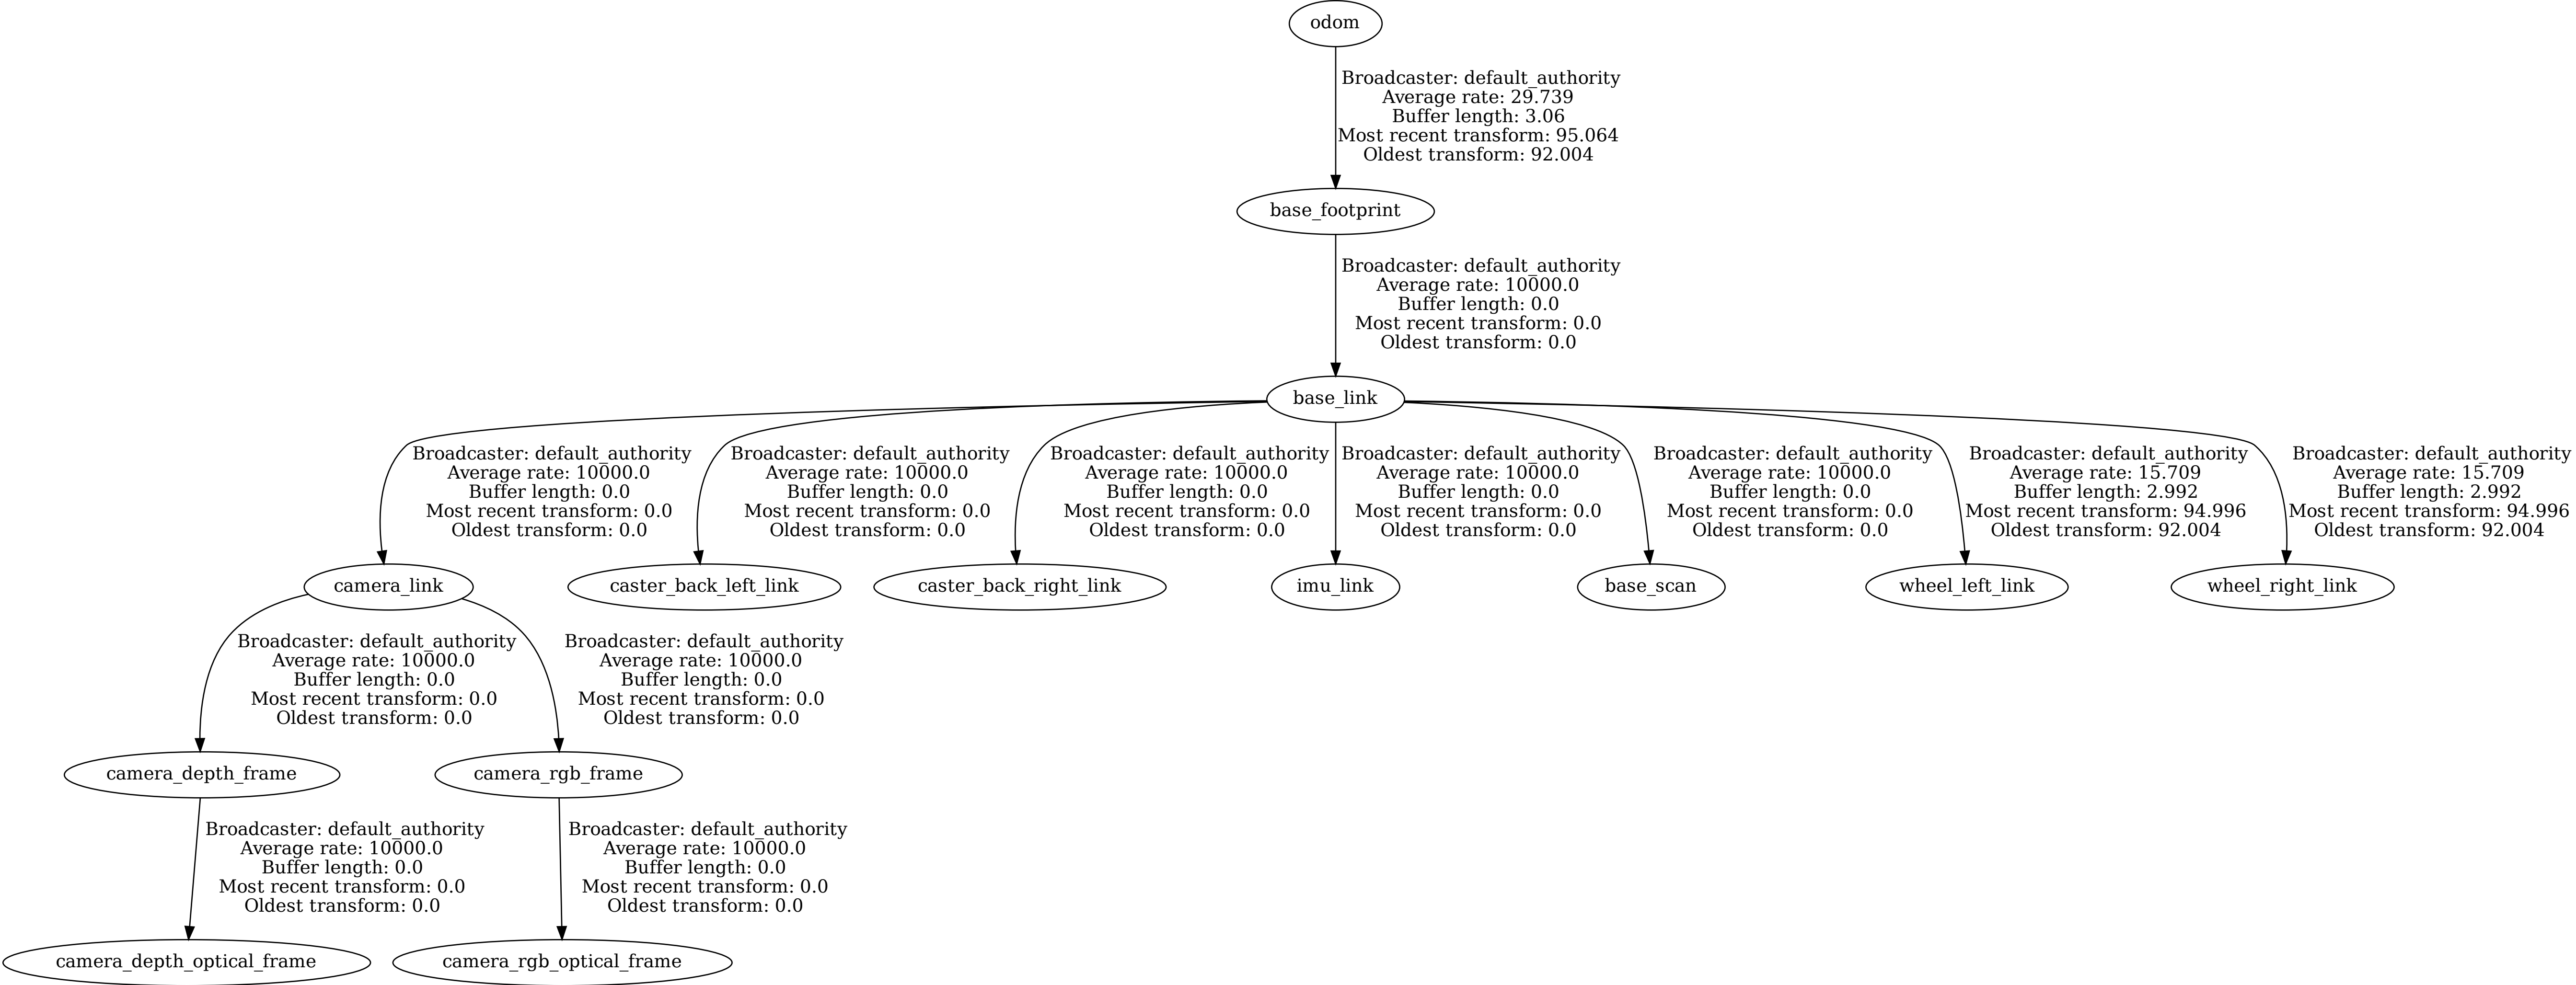 odom
Broadcaster: default_authority
Average rate: 29.739
Buffer length: 3.06
Most recent transform: 95.064
Oldest transform: 92.004
base_footprint
Broadcaster: default_authority
Average rate: 10000.0
Buffer length: 0.0
Most recent transform: 0.0
Oldest transform: 0.0
base_link
Broadcaster: default_authority
Average rate: 10000.0
Buffer length: 0.0
Most recent transform: 0.0
Oldest transform: 0.0
Broadcaster: default_authority
Average rate: 10000.0
Buffer length: 0.0
Most recent transform: 0.0
Oldest transform: 0.0
Broadcaster: default_authority
Average rate: 10000.0
Buffer length: 0.0
Most recent transform: 0.0
Oldest transform: 0.0
Broadcaster: default_authority
Average rate: 10000.0
Buffer length: 0.0
Most recent transform: 0.0
Oldest transform: 0.0
Broadcaster: default_authority
Average rate: 10000.0
Buffer length: 0.0
Most recent transform: 0.0
Oldest transform: 0.0
Broadcaster: default_authority
Average rate: 15.709
Buffer length: 2.992
Most recent transform: 94.996
Oldest transform: 92.004
Broadcaster: default_authority
Average rate: 15.709
Buffer length: 2.992
Most recent transform: 94.996
Oldest transform: 92.004
camera_link
caster_back_left_link
caster_back_right_link
imu_link
base_scan
wheel_left_link
wheel_right_link
Broadcaster: default_authority
Average rate: 10000.0
Buffer length: 0.0
Most recent transform: 0.0
Oldest transform: 0.0
Broadcaster: default_authority
Average rate: 10000.0
Buffer length: 0.0
Most recent transform: 0.0
Oldest transform: 0.0
camera_depth_frame
camera_rgb_frame
Broadcaster: default_authority
Average rate: 10000.0
Buffer length: 0.0
Most recent transform: 0.0
Oldest transform: 0.0
Broadcaster: default_authority
Average rate: 10000.0
Buffer length: 0.0
Most recent transform: 0.0
Oldest transform: 0.0
camera_depth_optical_frame
camera_rgb_optical_frame